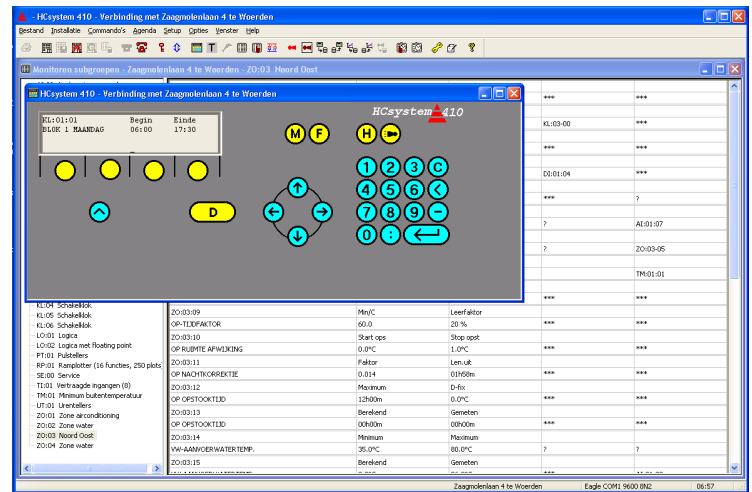 - HCsystem 410 - Verbinding met Zaagmolenlaan 4 te Woerden
Bestand Installatie Commando's Agenda Setup Opties Venster Help
Monitoren subgroepen - Zaagmolenlaan 4 te Woerden - ZO:03 Noord Oost
HCsystem 410 - Verbinding met Zaagmolenlaan 4 te Woerden
HCsystem 410
KL:01:01 Begin Einde
BLOK 1 MAANDAG 06:00 17:30
M F H
1 2 3 C
4 5 6 <
7 8 9 -
0 :
D
*** ***
KL:03-00 ***
*** ***
DI:01:04 ***
*** ?
? AI:01:07
? ZO:03-05
TM:01:01
*** ***
KL:04 Schakelklok
KL:05 Schakelklok
KL:06 Schakelklok
LO:01 Logica
LO:02 Logica met floating point
PT:01 Pulstellers
RP:01 Ramplotter (16 functies, 250 plots
SE:00 Service
TI:01 Vertraagde ingangen (8)
TM:01 Minimum buitentemperatuur
UT:01 Urentellers
ZO:01 Zone airconditioning
ZO:02 Zone water
ZO:03 Noord Oost
ZO:04 Zone water
ZO:03:09 Min/C Leerfaktor
OP-TIJDFAKTOR 60.0 20 % *** ***
ZO:03:10 Start ops Stop opst
OP RUIMTE AFWIJKING 0.0°C 1.0°C *** ***
ZO:03:11 Faktor Len.uit
OP NACHTKORREKTIE 0.014 01h58m *** ***
ZO:03:12 Maximum D-fix
OP OPSTOOKTIJD 12h00m 0.0°C *** ***
ZO:03:13 Berekend Gemeten
OP OPSTOOKTIJD 00h00m 00h00m *** ***
ZO:03:14 Minimum Maximum
VW-AANVOERWATERTEMP. 35.0°C 80.0°C ? ?
ZO:03:15 Berekend Gemeten
Zaagmolenlaan 4 te Woerden Eagle COM1 9600 8N2 06:57